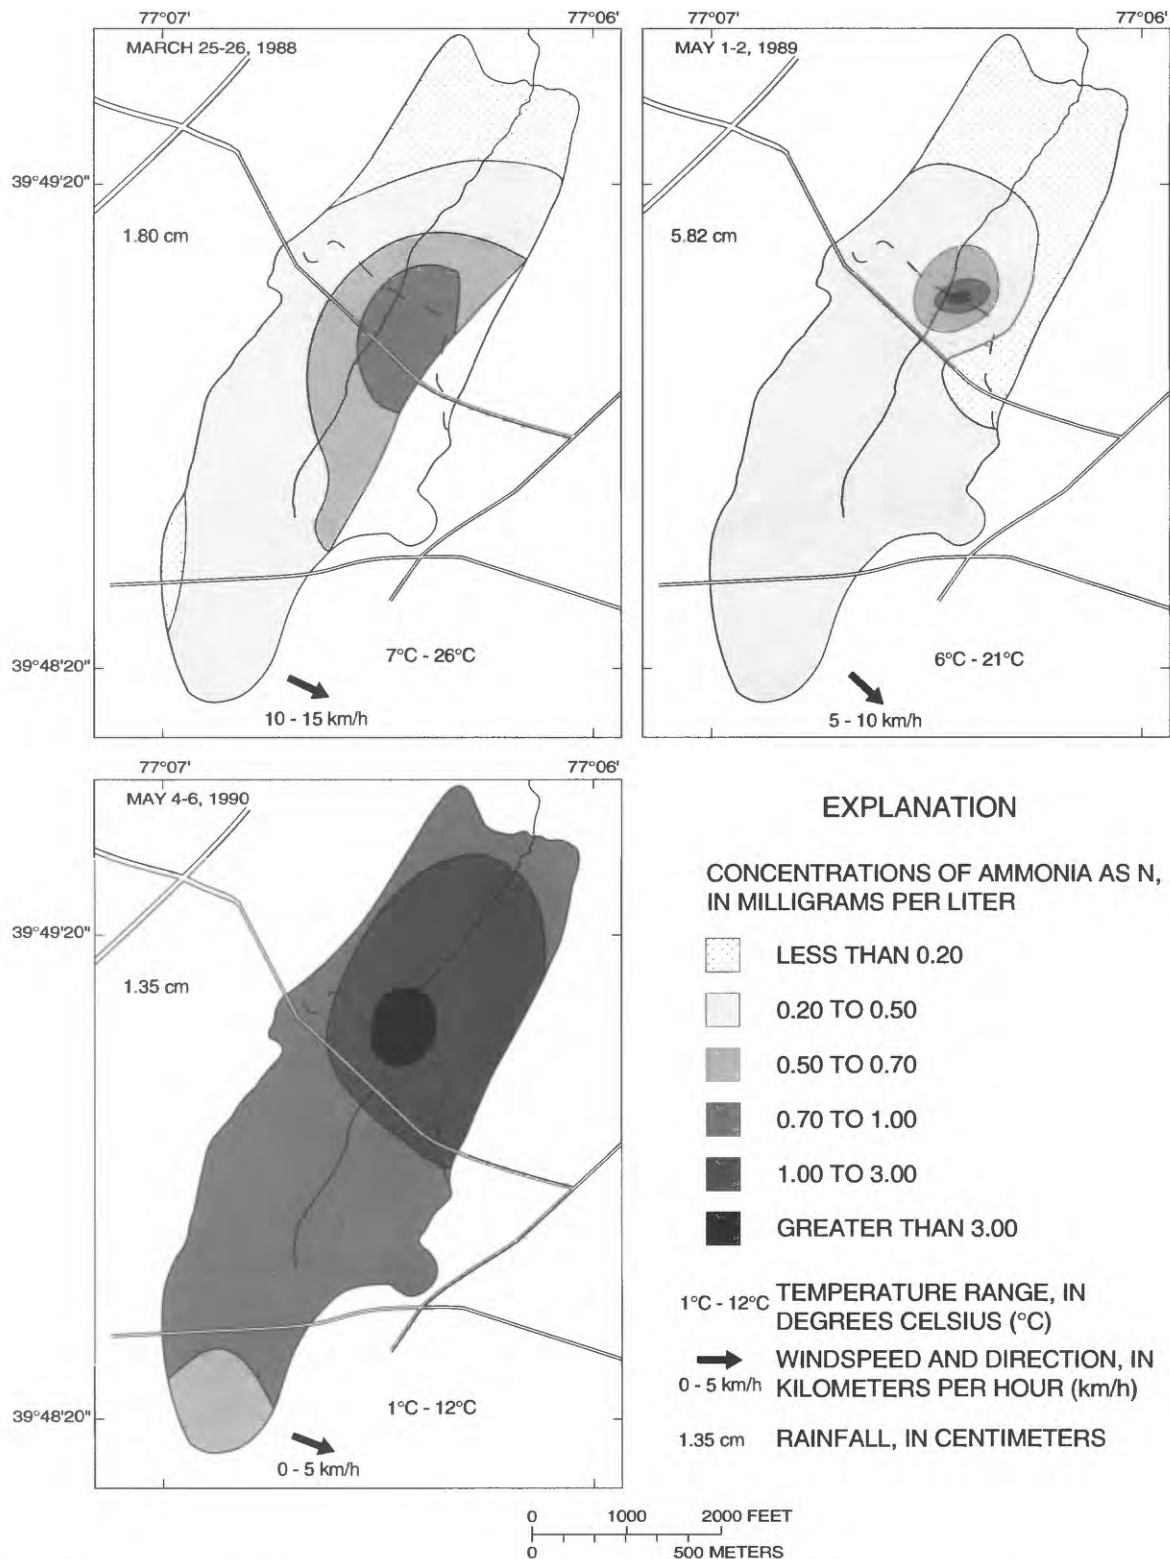 77°07'
77°06'
MARCH 25-26, 1988
39°49'20"
1.80 cm
7°C - 26°C
39°48'20"
10 - 15 km/h
77°07'
77°06'
MAY 1-2, 1989
5.82 cm
6°C - 21°C
5 - 10 km/h
77°07'
77°06'
MAY 4-6, 1990
39°49'20"
1.35 cm
1°C - 12°C
39°48'20"
0 - 5 km/h
EXPLANATION
CONCENTRATIONS OF AMMONIA AS N,
IN MILLIGRAMS PER LITER
LESS THAN 0.20
0.20 TO 0.50
0.50 TO 0.70
0.70 TO 1.00
1.00 TO 3.00
GREATER THAN 3.00
1°C - 12°C TEMPERATURE RANGE, IN
DEGREES CELSIUS (°C)
WINDSPEED AND DIRECTION, IN
0 - 5 km/h KILOMETERS PER HOUR (km/h)
1.35 cm RAINFALL, IN CENTIMETERS
0 1000 2000 FEET
0 500 METERS